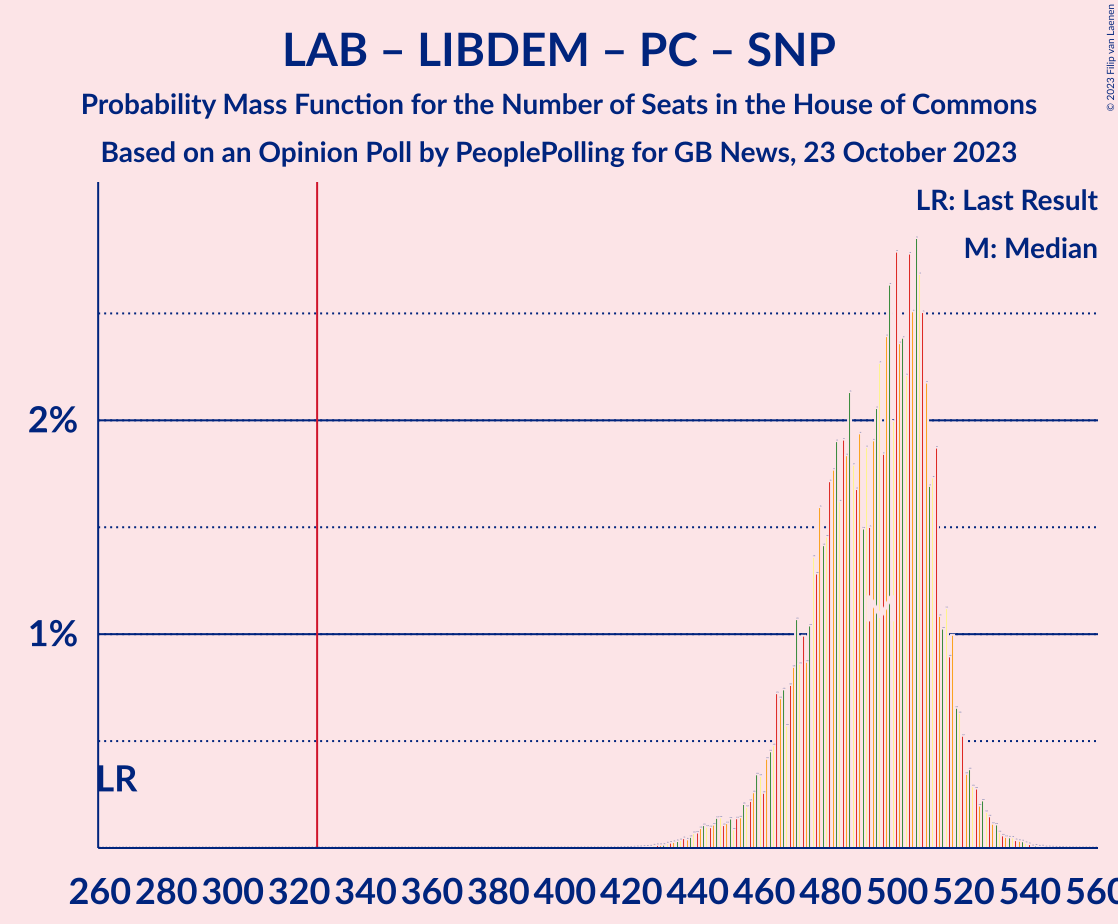 LAB – LIBDEM – PC – SNP
Probability Mass Function for the Number of Seats in the House of Commons
Based on an Opinion Poll by PeoplePolling for GB News, 23 October 2023
© 2023 Filip van Laenen
LR: Last Result
M: Median
2%
1%
LR
260 280 300 320 340 360 380 400 420 440 460 480 500 520 540 560